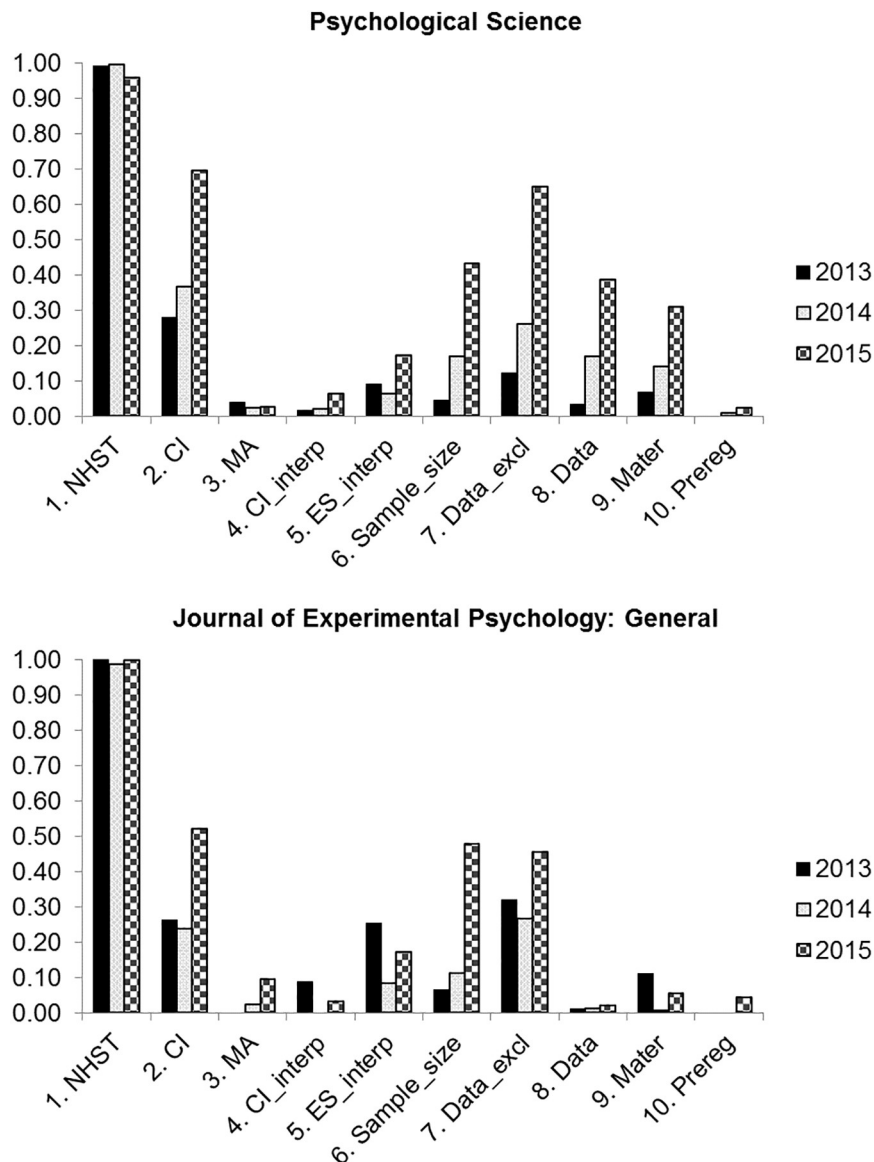 Psychological Science
1.00
0.90
0.80
0.70
0.60
0.50
0.40
0.30
0.20
0.10
0.00
2013
2014
2015
1. NHST
2. CI
3. MA
4. CI_interp
5. ES_interp
6. Sample_size
7. Data_excl
8. Data
9. Mater
10. Prereg
Journal of Experimental Psychology: General
1.00
0.90
0.80
0.70
0.60
0.50
0.40
0.30
0.20
0.10
0.00
2013
2014
2015
1. NHST
2. CI
3. MA
4. CI_interp
5. ES_interp
6. Sample_size
7. Data_excl
8. Data
9. Mater
10. Prereg